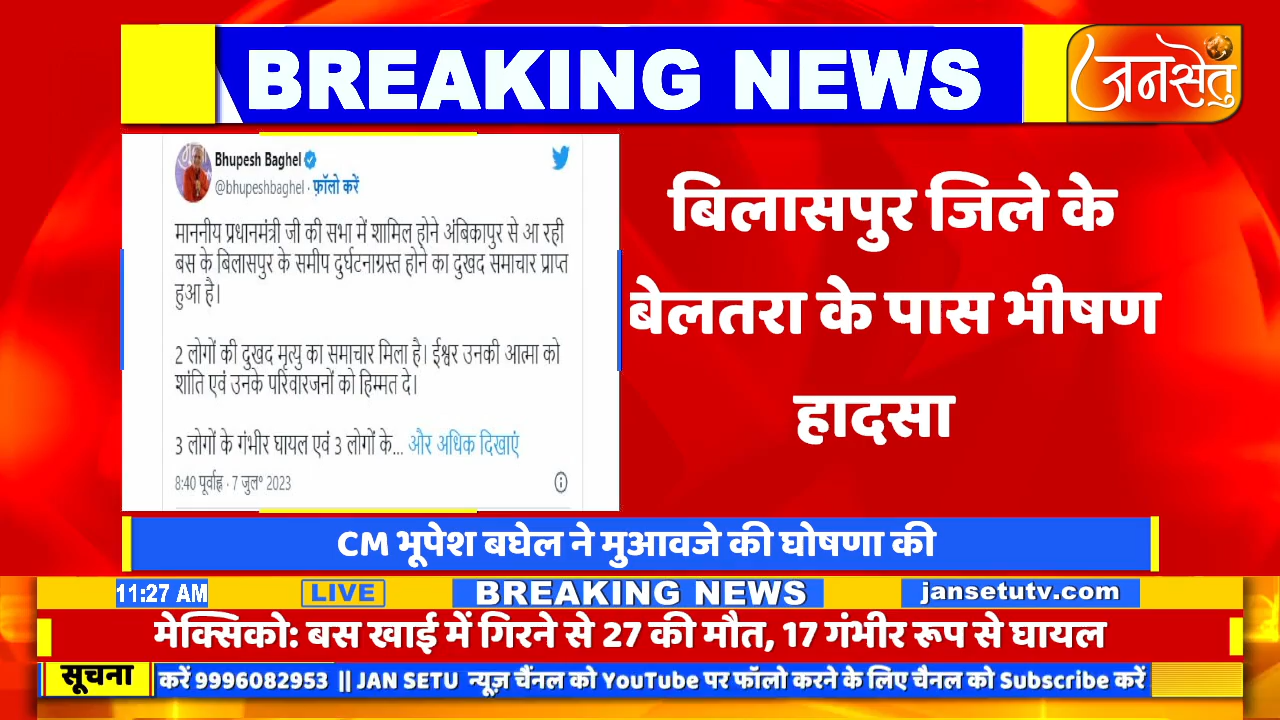 BREAKING NEWS
जनसेतु
Bhupesh Baghel
@bhupeshbaghel · फ़ॉलो करें
माननीय प्रधानमंत्री जी की सभा में शामिल होने अंबिकापुर से आ रही
बस के बिलासपुर के समीप दुर्घटनाग्रस्त होने का दुखद समाचार प्राप्त
हुआ है।
2 लोगों की दुखद मृत्यु का समाचार मिला है। ईश्वर उनकी आत्मा को
शांति एवं उनके परिवारजनों को हिम्मत दे।
3 लोगों के गंभीर घायल एवं 3 लोगों के... और अधिक दिखाएं
8:40 पूर्वाह्न · 7 जुल॰ 2023
बिलासपुर जिले के
बेलतरा के पास भीषण
हादसा
CM भूपेश बघेल ने मुआवजे की घोषणा की
11:27 AM LIVE BREAKING NEWS jansetutv.com
मेक्सिको: बस खाई में गिरने से 27 की मौत, 17 गंभीर रूप से घायल
सूचना करें 9996082953 || JAN SETU न्यूज़ चैंनल को YouTube पर फॉलो करने के लिए चैनल को Subscribe करें